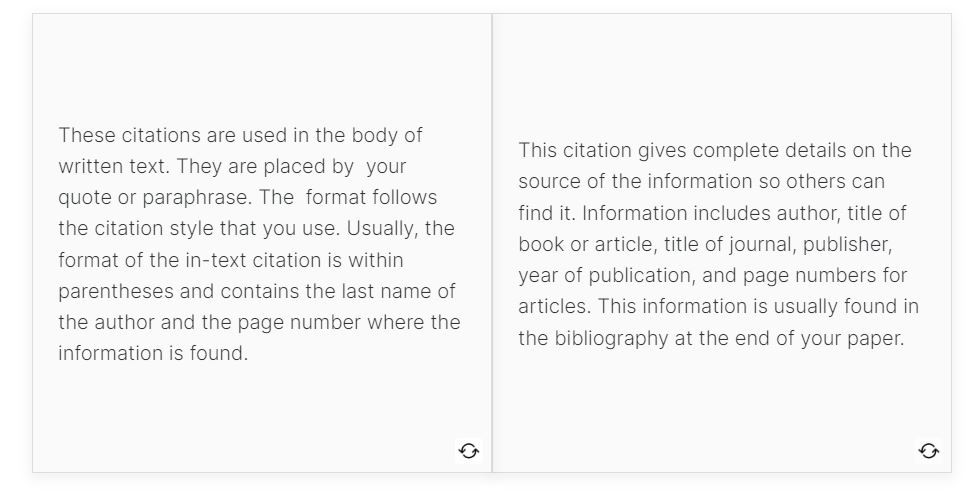 These citations are used in the body of
written text. They are placed by  your
quote or paraphrase. The  format follows
the citation style that you use. Usually, the
format of the in-text citation is within
parentheses and contains the last name of
the author and the page number where the
information is found.
This citation gives complete details on the
source of the information so others can
find it. Information includes author, title of
book or article, title of journal, publisher,
year of publication, and page numbers for
articles. This information is usually found in
the bibliography at the end of your paper.